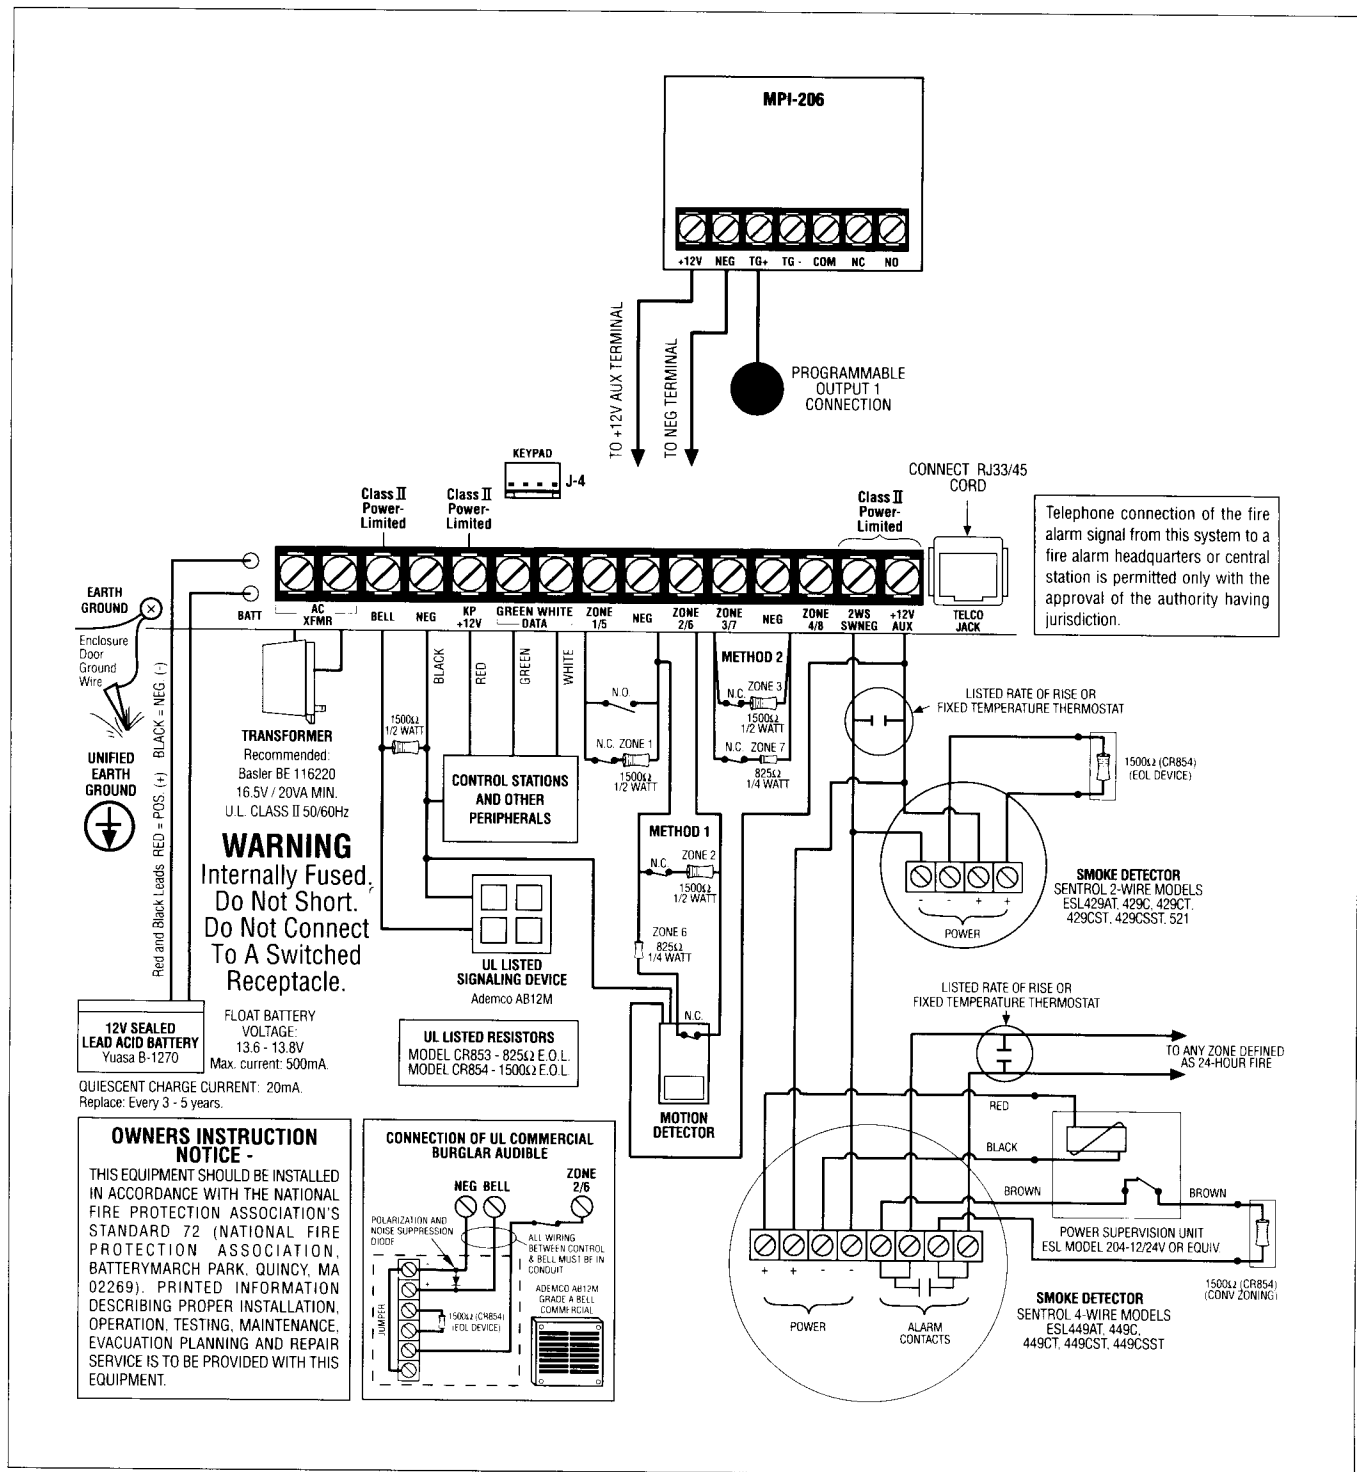 MPI-206
+12V NEG TG+ TG - COM NC NO
TO +12V AUX TERMINAL
TO NEG TERMINAL
PROGRAMMABLE
OUTPUT 1
CONNECTION
KEYPAD
J-4
Class II
Power-
Limited
Class II
Power-
Limited
Class II
Power-
Limited
CONNECT RJ33/45
CORD
Telephone connection of the fire
alarm signal from this system to a
fire alarm headquarters or central
station is permitted only with the
approval of the authority having
jurisdiction.
EARTH
GROUND
BATT
AC
XFMR
BELL
NEG
KP
+12V
GREEN WHITE
DATA
ZONE
1/5
NEG
ZONE
2/6
ZONE
3/7
NEG
ZONE
4/8
2WS
SWNEG
+12V
AUX
TELCO
JACK
Enclosure
Door
Ground
Wire
UNIFIED
EARTH
GROUND
Red and Black Leads RED = POS. (+) BLACK = NEG (-)
TRANSFORMER
Recommended:
Basler BE 116220
16.5V / 20VA MIN.
U.L. CLASS II 50/60Hz
WARNING
Internally Fused.
Do Not Short.
Do Not Connect
To A Switched
Receptacle.
FLOAT BATTERY
VOLTAGE:
13.6 - 13.8V
Max. current: 500mA.
12V SEALED
LEAD ACID BATTERY
Yuasa B-1270
QUIESCENT CHARGE CURRENT: 20mA.
Replace: Every 3 - 5 years.
BLACK
RED
GREEN
WHITE
1500Ω
1/2 WATT
CONTROL STATIONS
AND OTHER
PERIPHERALS
UL LISTED
SIGNALING DEVICE
Ademco AB12M
UL LISTED RESISTORS
MODEL CR853 - 825Ω E.O.L.
MODEL CR854 - 1500Ω E.O.L.
N.O.
N.C. ZONE 1
1500Ω
1/2 WATT
METHOD 1
ZONE 2
N.C.
1500Ω
1/2 WATT
ZONE 6
825Ω
1/4 WATT
N.C.
MOTION
DETECTOR
METHOD 2
ZONE 3
N.C.
1500Ω
1/2 WATT
N.C. ZONE 7
825Ω
1/4 WATT
LISTED RATE OF RISE OR
FIXED TEMPERATURE THERMOSTAT
1500Ω (CR854)
(EOL DEVICE)
- - + +
POWER
SMOKE DETECTOR
SENTROL 2-WIRE MODELS
ESL429AT, 429C, 429CT.
429CST, 429CSST. 521
LISTED RATE OF RISE OR
FIXED TEMPERATURE THERMOSTAT
TO ANY ZONE DEFINED
AS 24-HOUR FIRE
RED
BLACK
BROWN
BROWN
POWER SUPERVISION UNIT
ESL MODEL 204-12/24V OR EQUIV.
1500Ω (CR854)
(CONV ZONING)
+ + - -
POWER
ALARM
CONTACTS
SMOKE DETECTOR
SENTROL 4-WIRE MODELS
ESL449AT, 449C,
449CT, 449CST, 449CSST
OWNERS INSTRUCTION
NOTICE -
THIS EQUIPMENT SHOULD BE INSTALLED
IN ACCORDANCE WITH THE NATIONAL
FIRE PROTECTION ASSOCIATION'S
STANDARD 72 (NATIONAL FIRE
PROTECTION ASSOCIATION,
BATTERYMARCH PARK, QUINCY, MA
02269). PRINTED INFORMATION
DESCRIBING PROPER INSTALLATION,
OPERATION, TESTING, MAINTENANCE,
EVACUATION PLANNING AND REPAIR
SERVICE IS TO BE PROVIDED WITH THIS
EQUIPMENT.
CONNECTION OF UL COMMERCIAL
BURGLAR AUDIBLE
NEG BELL
ZONE
2/6
POLARIZATION AND
NOISE SUPPRESSION
DIODE
ALL WIRING
BETWEEN CONTROL
& BELL MUST BE IN
CONDUIT
-
+
JUMPER
1500Ω (CR854)
(EOL DEVICE)
ADEMCO AB12M
GRADE A BELL
COMMERCIAL